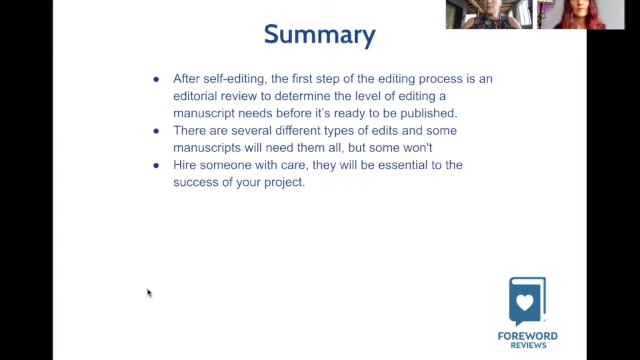 Summary
● After self-editing, the first step of the editing process is an
editorial review to determine the level of editing a
manuscript needs before it's ready to be published.
● There are several different types of edits and some
manuscripts will need them all, but some won't
● Hire someone with care, they will be essential to the
success of your project.
FOREWORD
REVIEWS